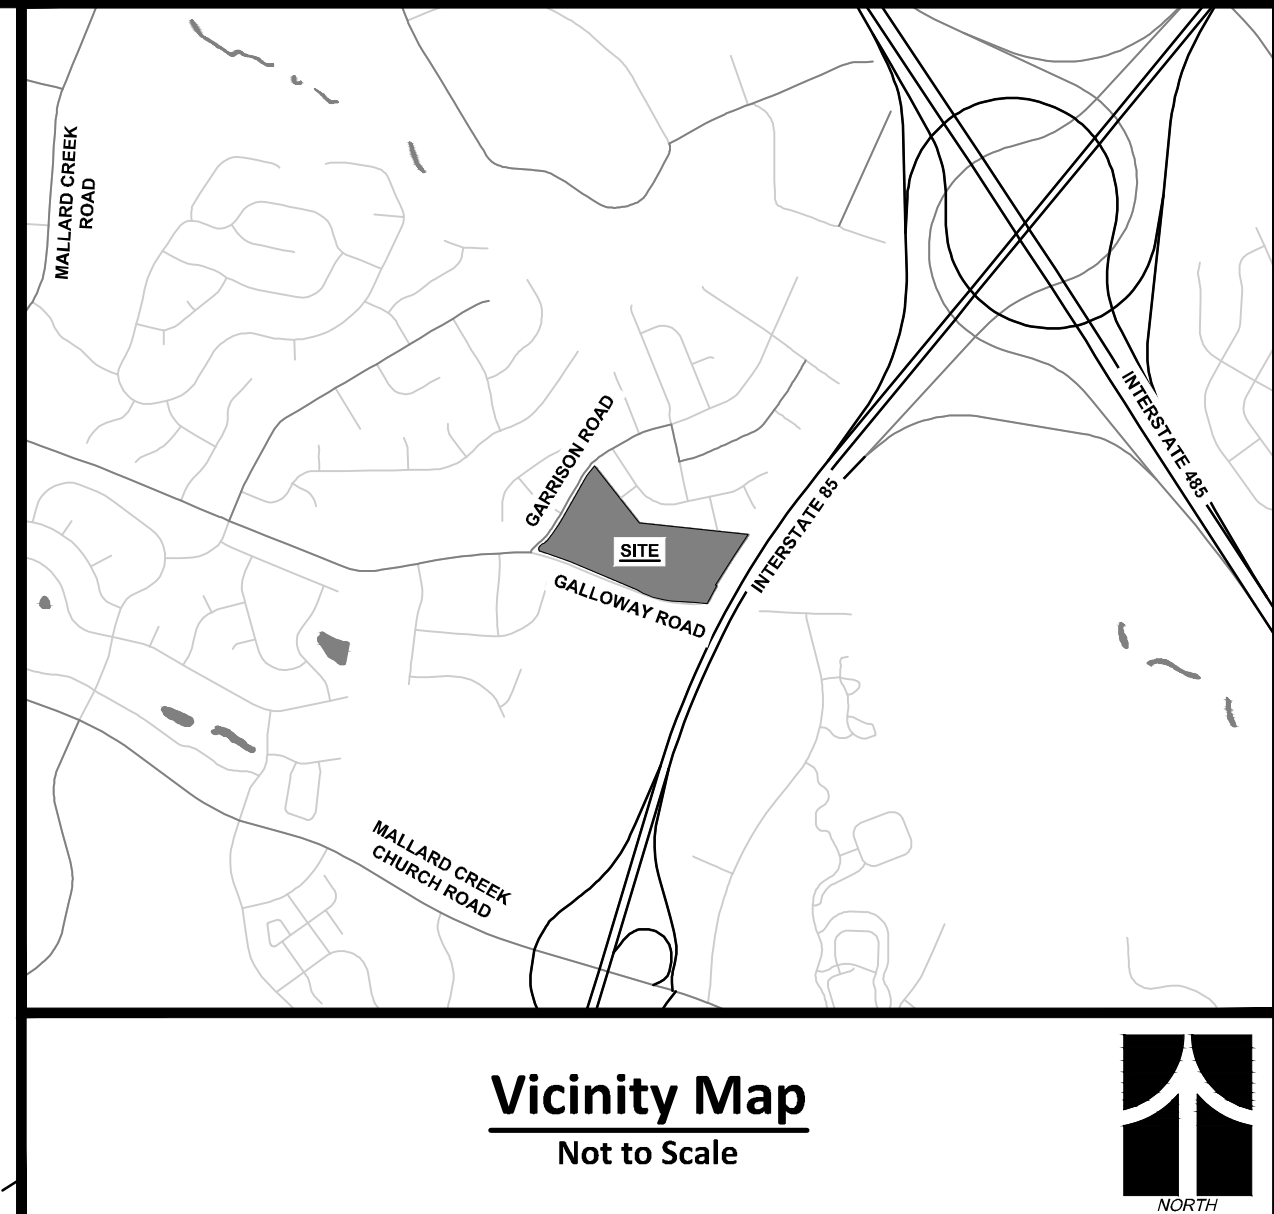 MALLARD CREEK
ROAD
GARRISON ROAD
INTERSTATE 485
INTERSTATE 85
SITE
GALLOWAY ROAD
MALLARD CREEK
CHURCH ROAD
Vicinity Map
Not to Scale
NORTH